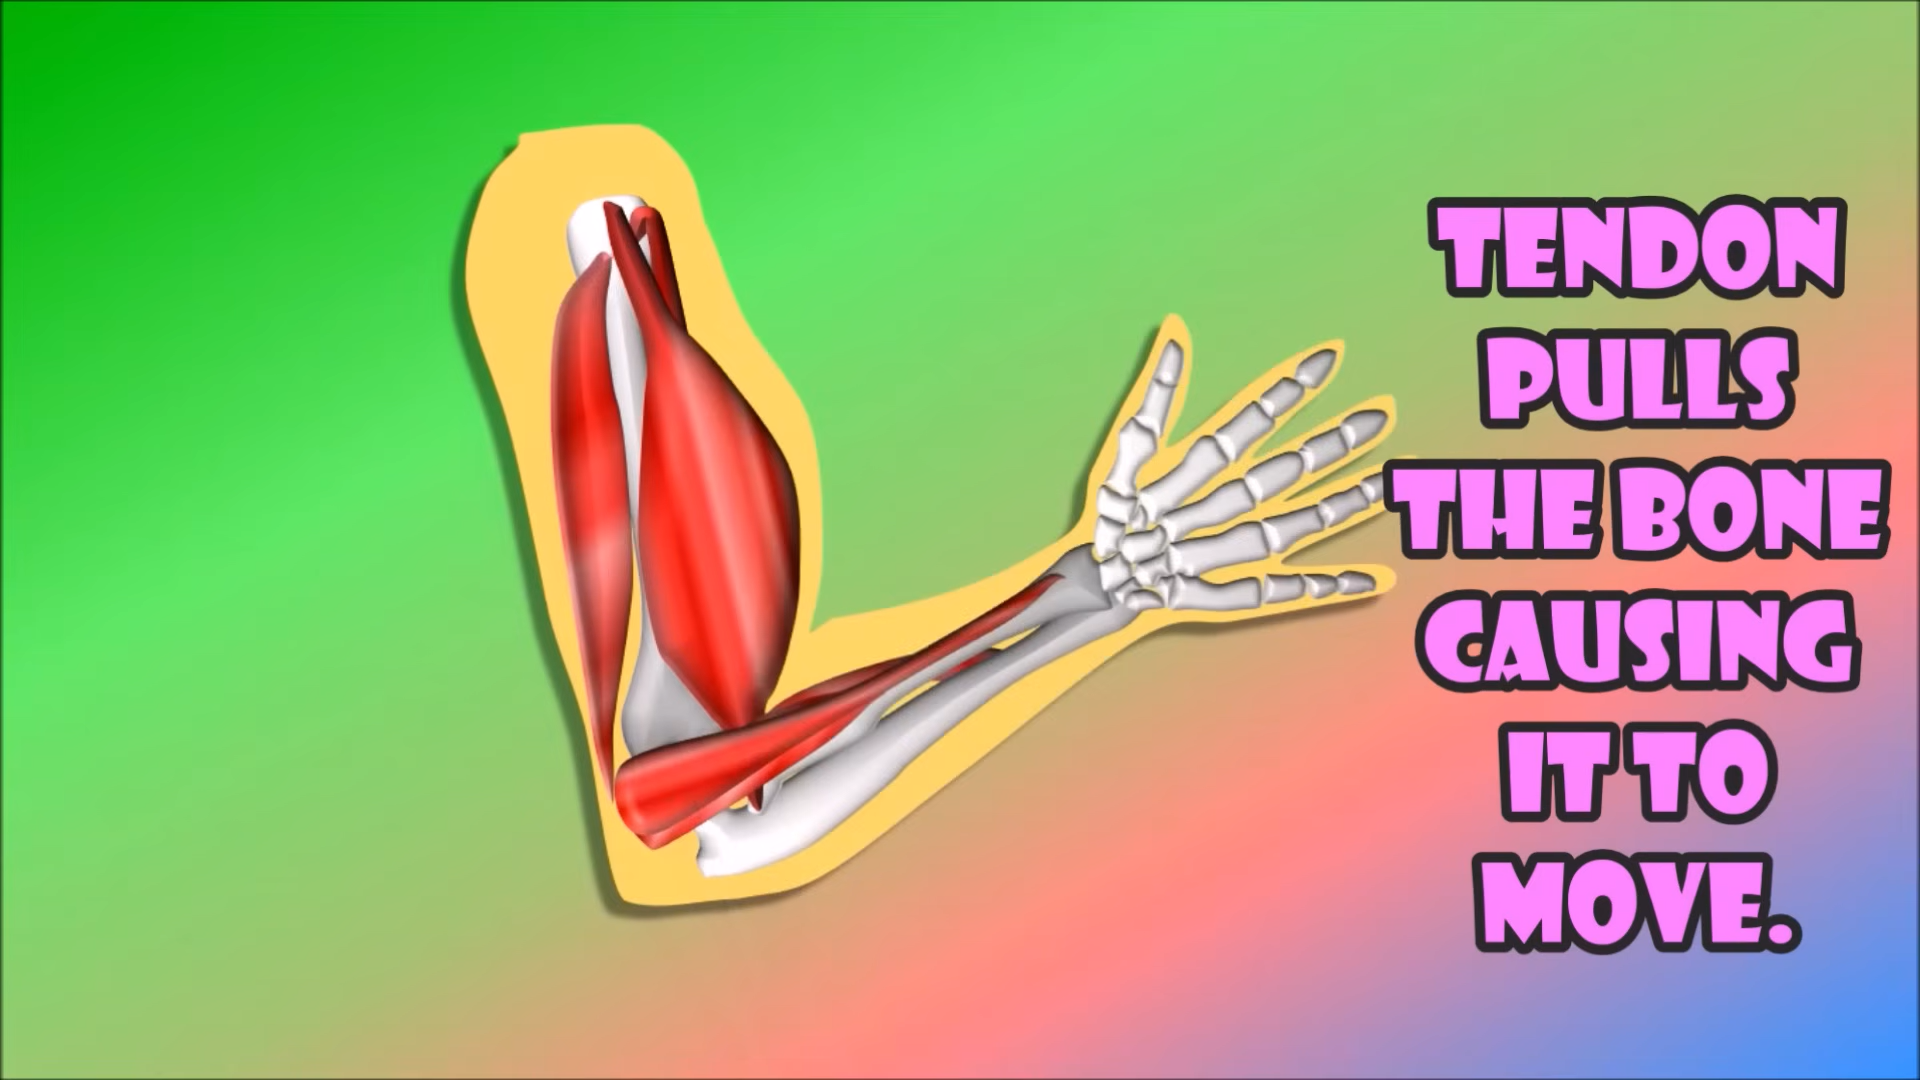 TENDON
PULLS
THE BONE
CAUSING
IT TO
MOVE.